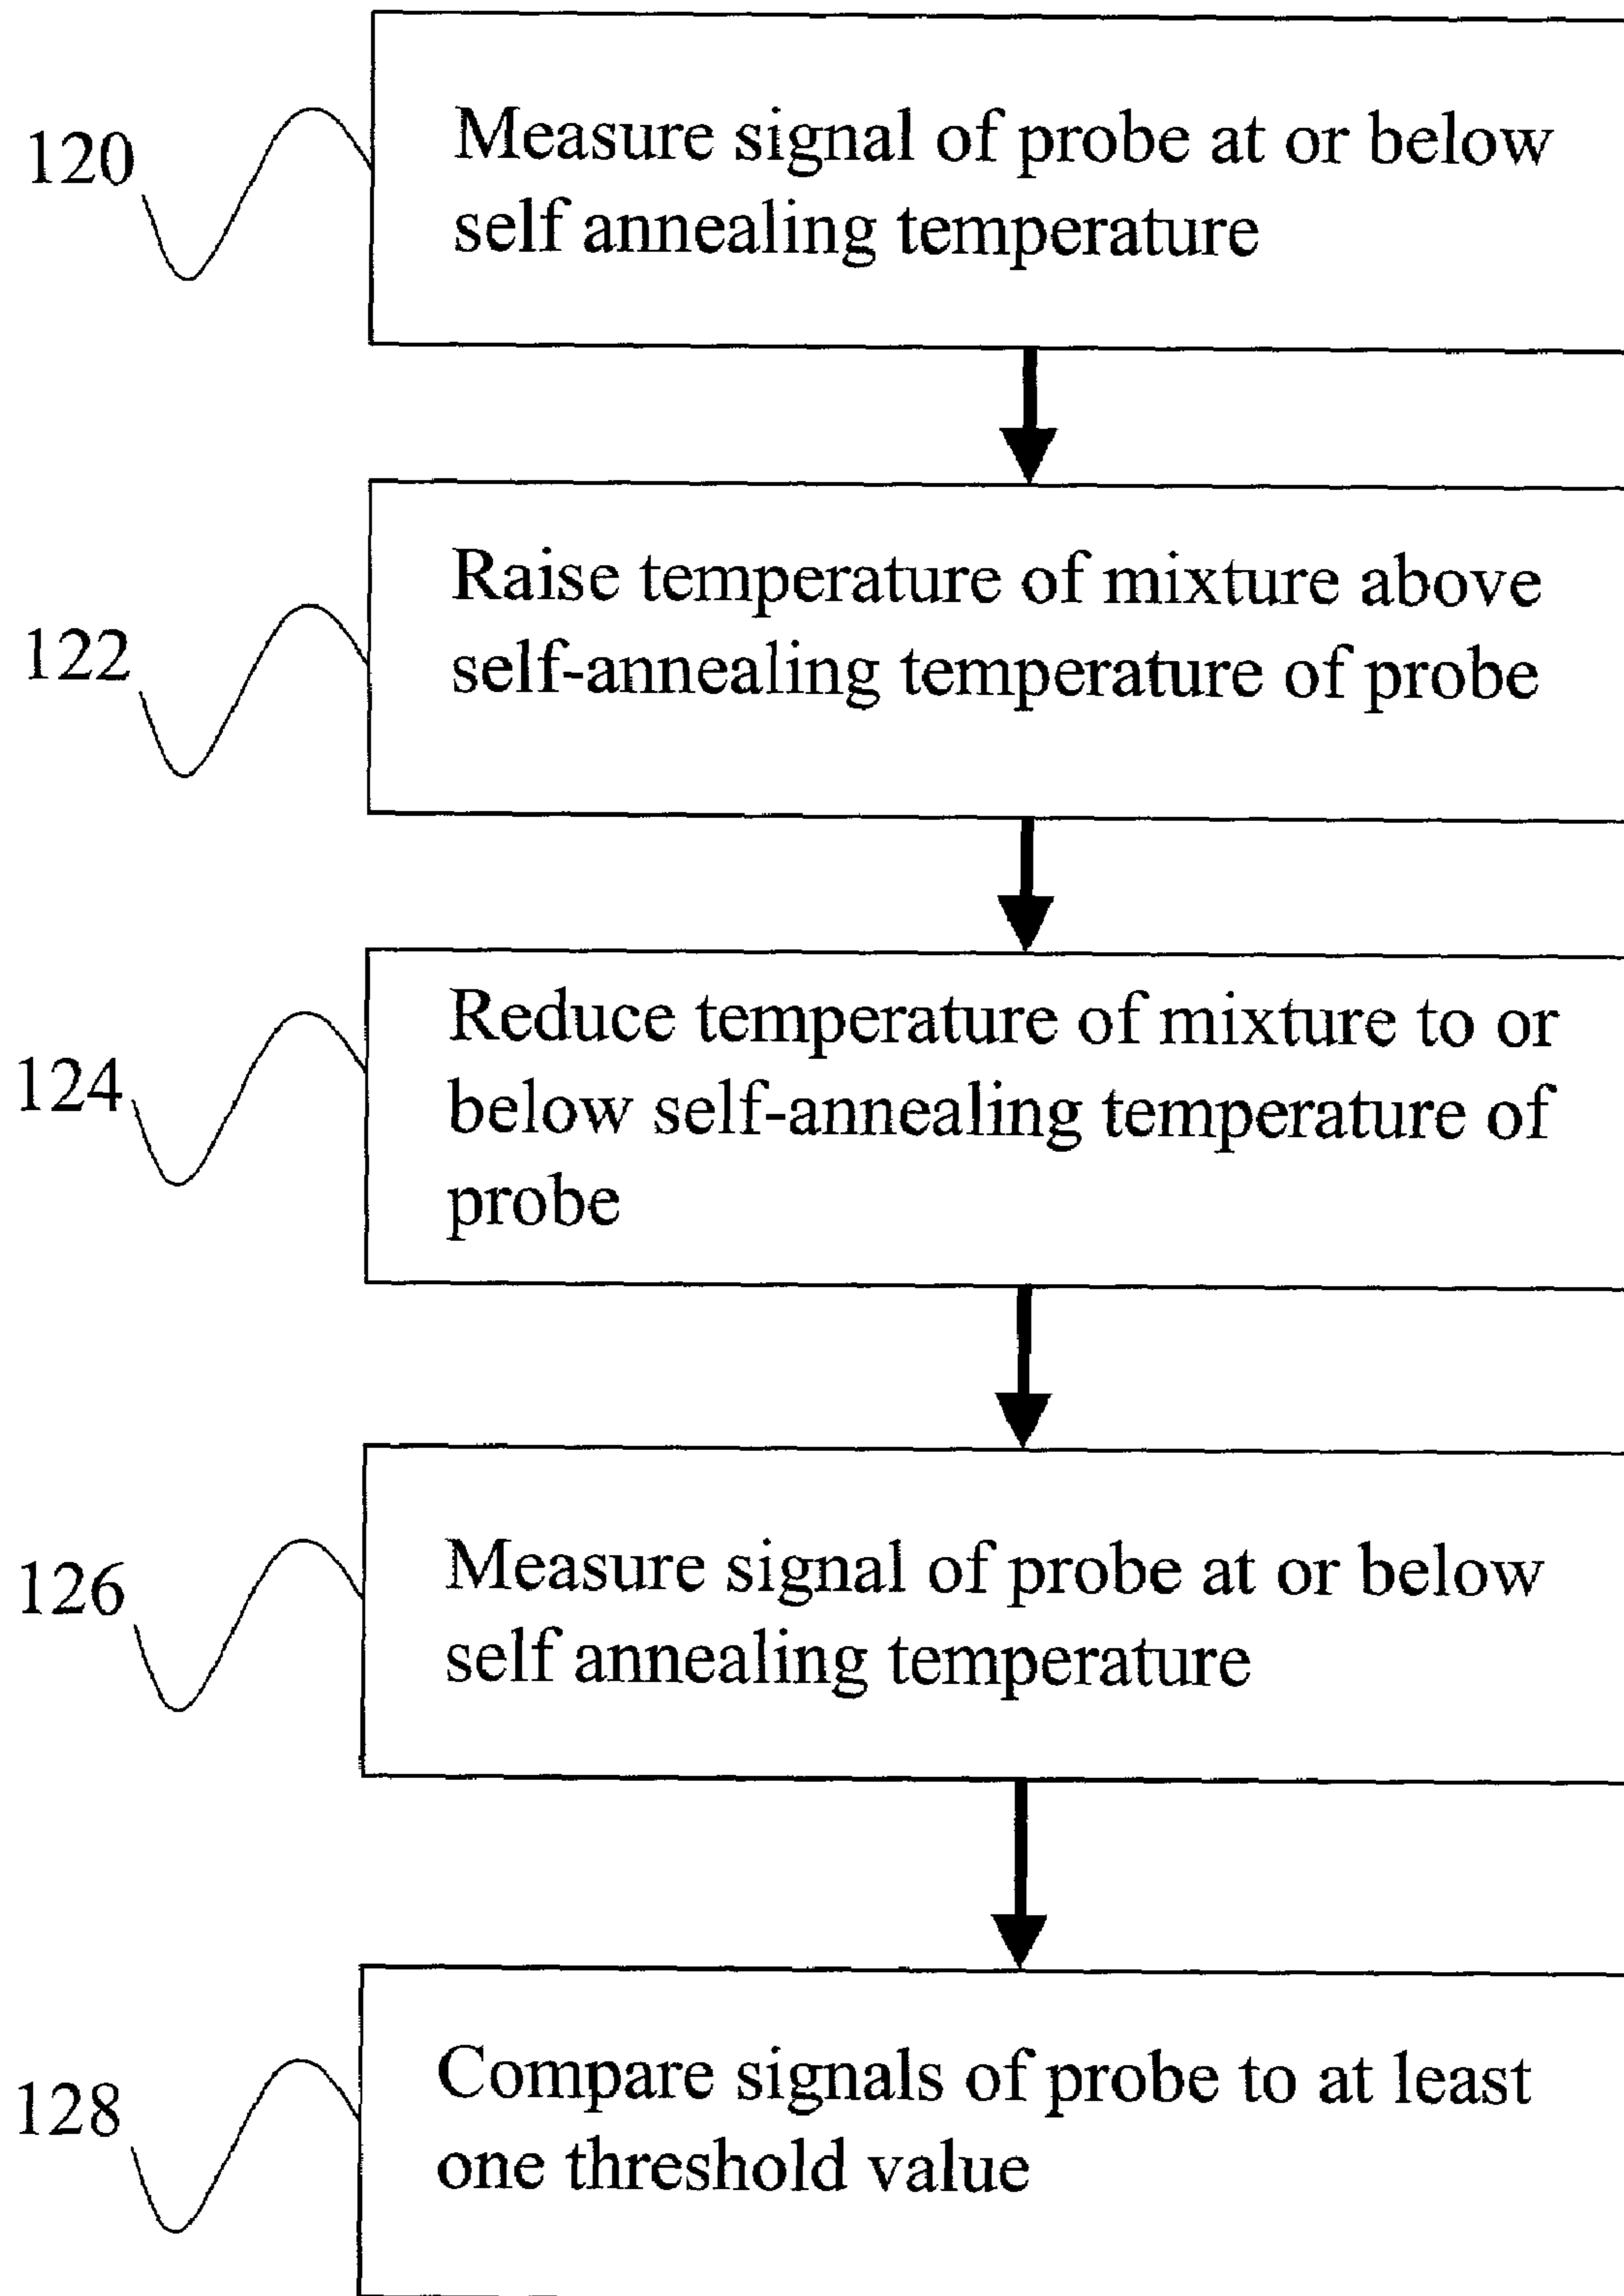 120
Measure signal of probe at or below
self annealing temperature
122
Raise temperature of mixture above
self-annealing temperature of probe
124
Reduce temperature of mixture to or
below self-annealing temperature of
probe
126
Measure signal of probe at or below
self annealing temperature
128
Compare signals of probe to at least
one threshold value